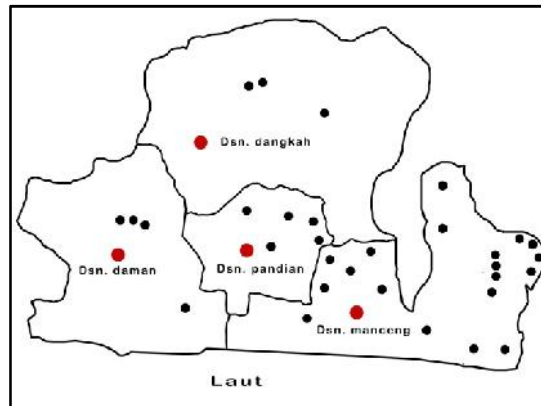 Dsn. dangkah
Dsn. daman
Dsn. pandian
Dsn. manceng
Laut